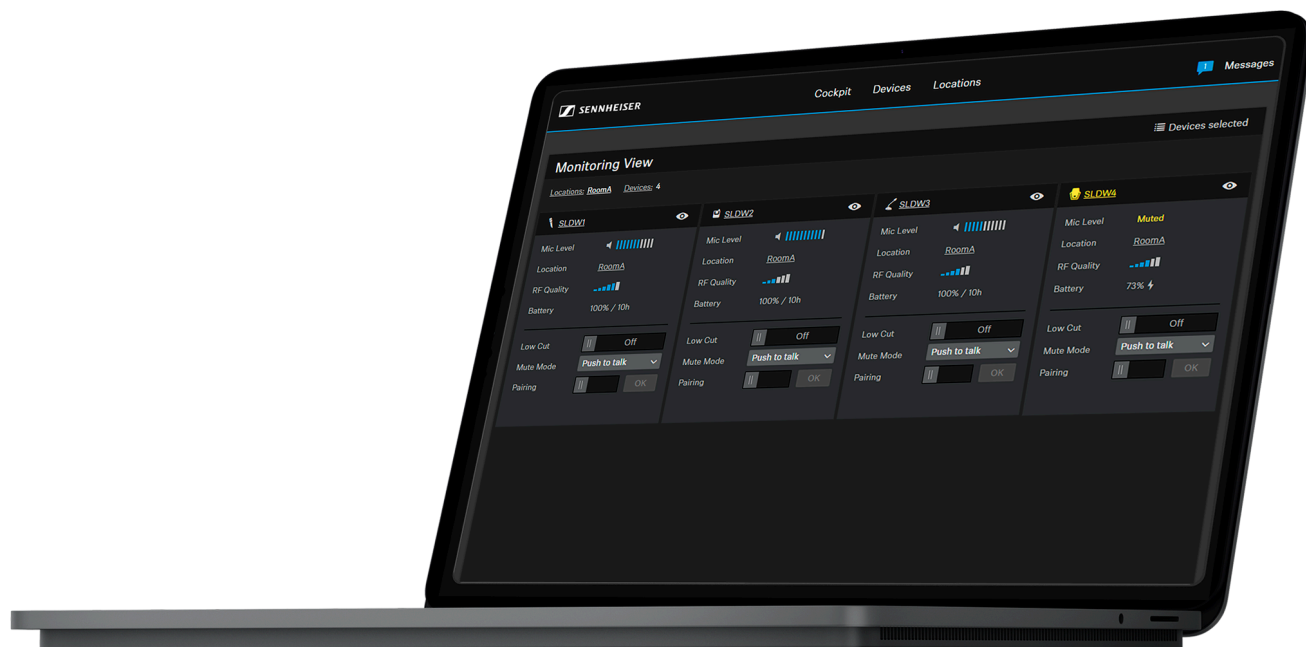 SENNHEISER
Cockpit Devices Locations
1 Messages
Devices selected
Monitoring View
Locations: RoomA Devices: 4
SLDW1
Mic Level
Location RoomA
RF Quality
Battery 100% / 10h
Low Cut Off
Mute Mode Push to talk
Pairing OK
SLDW2
Mic Level
Location RoomA
RF Quality
Battery 100% / 10h
Low Cut Off
Mute Mode Push to talk
Pairing OK
SLDW3
Mic Level
Location RoomA
RF Quality
Battery 100% / 10h
Low Cut Off
Mute Mode Push to talk
Pairing OK
SLDW4
Mic Level Muted
Location RoomA
RF Quality
Battery 73%
Low Cut Off
Mute Mode Push to talk
Pairing OK